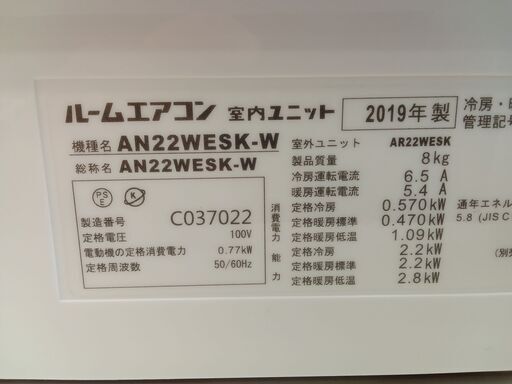 ルームエアコン 室内ユニット 2019年製
機種名 AN22WESK-W
総称名 AN22WESK-W
PS E K
製造番号 C037022
定格電圧 100V
電動機の定格消費電力 0.77kW
定格周波数 50/60Hz
室外ユニット AR22WESK
製品質量 8kg
冷房運転電流 6.5 A
暖房運転電流 5.4 A
消費電力
定格冷房 0.570kW
定格暖房標準 0.470kW
定格暖房低温 1.09kW
能力
定格冷房 2.2kW
定格暖房標準 2.2kW
定格暖房低温 2.8kW
冷房・
管理記号
通年エネル
5.8 (JIS C
(別